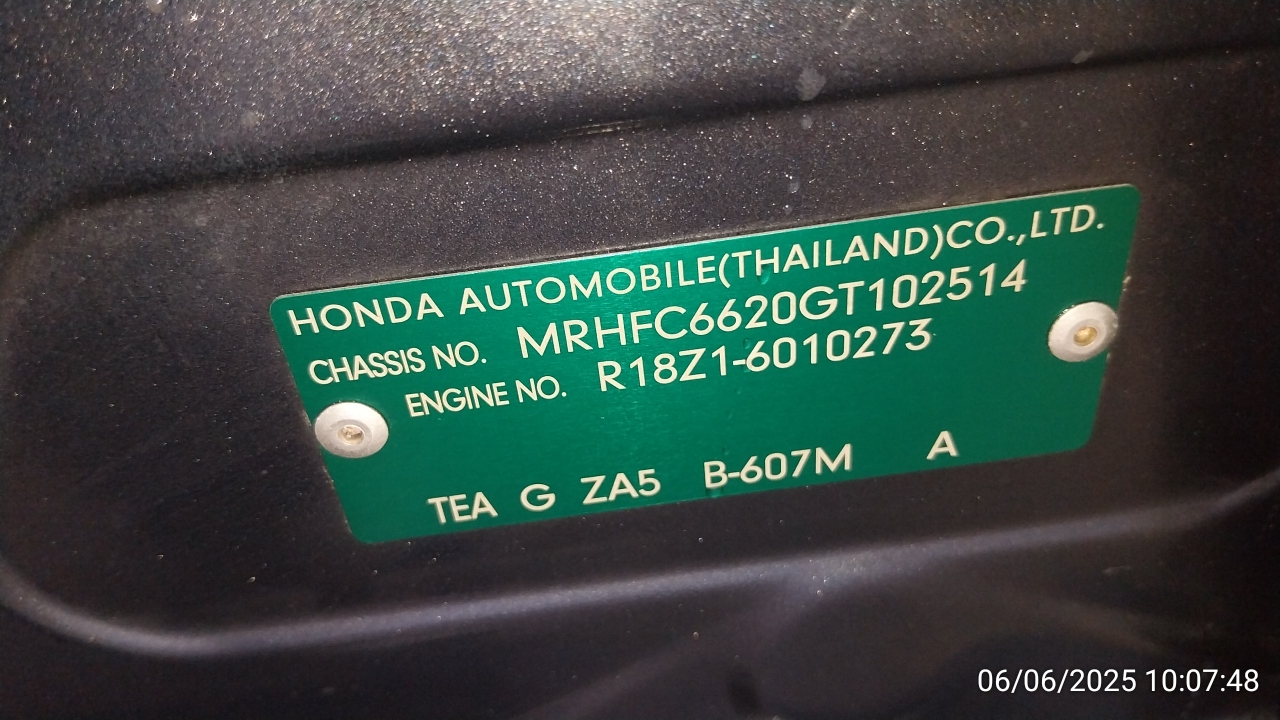 HONDA AUTOMOBILE(THAILAND)CO.,LTD.
CHASSIS NO. MRHFC6620GT102514
ENGINE NO. R18Z1-6010273
TEA G ZA5 B-607M A
06/06/2025 10:07:48